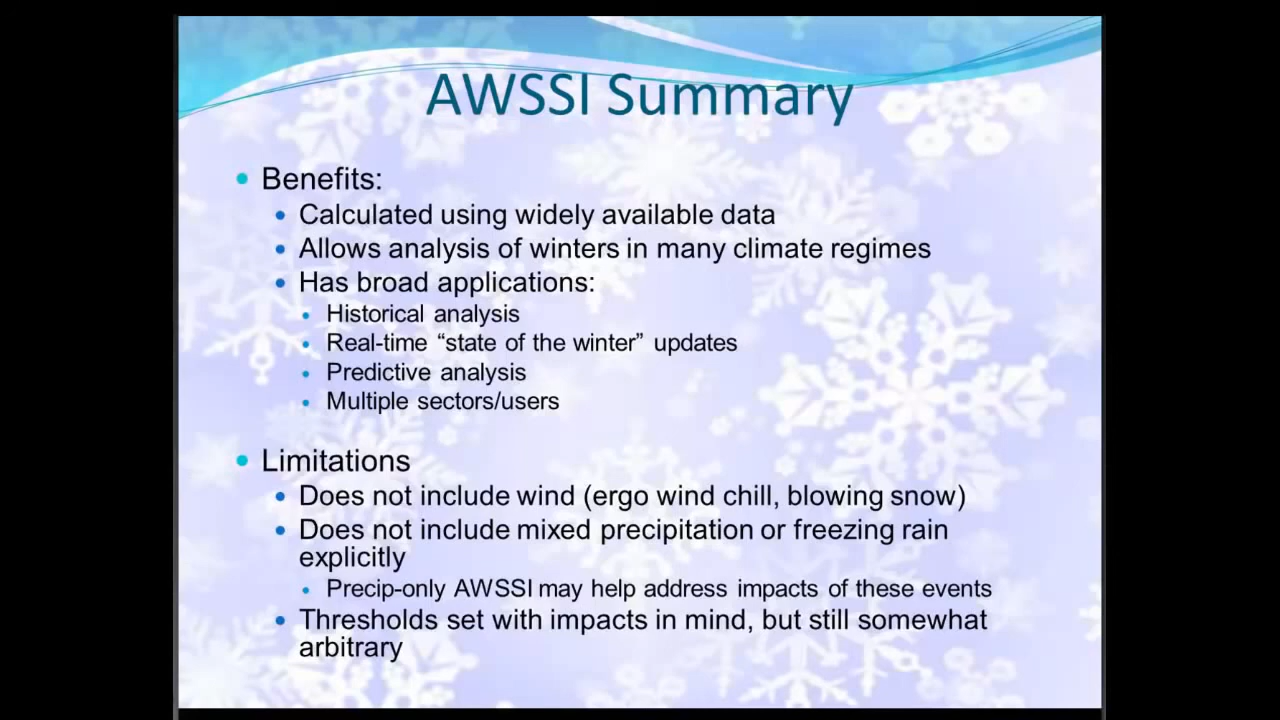 AWSSI Summary
• Benefits:
• Calculated using widely available data
• Allows analysis of winters in many climate regimes
• Has broad applications:
• Historical analysis
• Real-time “state of the winter” updates
• Predictive analysis
• Multiple sectors/users
• Limitations
• Does not include wind (ergo wind chill, blowing snow)
• Does not include mixed precipitation or freezing rain
explicitly
• Precip-only AWSSI may help address impacts of these events
• Thresholds set with impacts in mind, but still somewhat
arbitrary